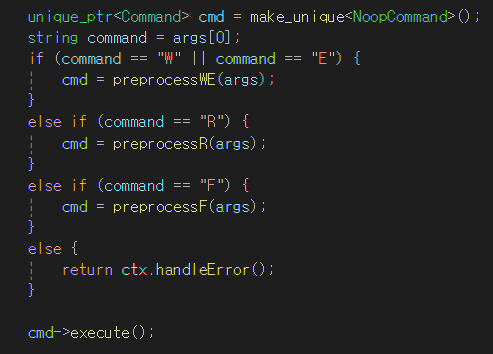 unique_ptr<Command> cmd = make_unique<NoopCommand>();
string command = args[0];
if (command == "W" || command == "E") {
    cmd = preprocessWE(args);
}
else if (command == "R") {
    cmd = preprocessR(args);
}
else if (command == "F") {
    cmd = preprocessF(args);
}
else {
    return ctx.handleError();
}

cmd->execute();